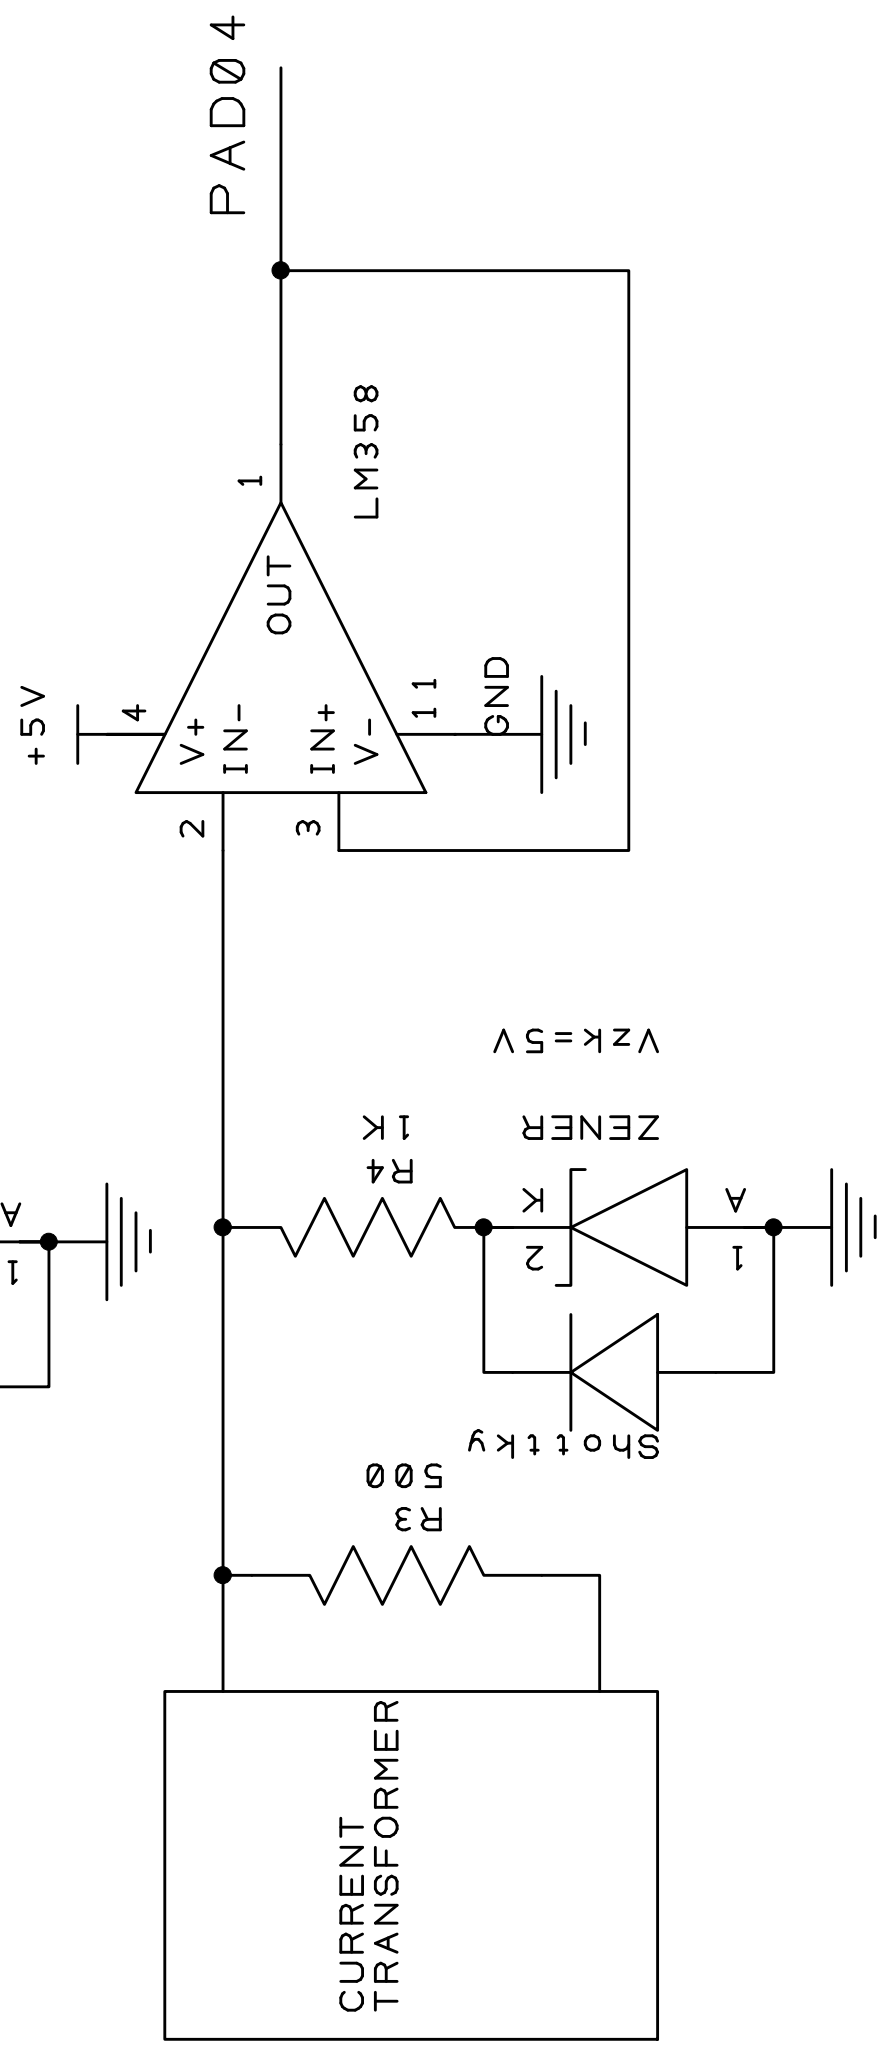 PAD04
LM358
1
OUT
+5V
4
V+
IN-
IN+
V-
11
GND
2
3
Vzk=5V
ZENER
1K
R4
K
2
A
1
A
1
Shottky
500
R3
CURRENT
TRANSFORMER